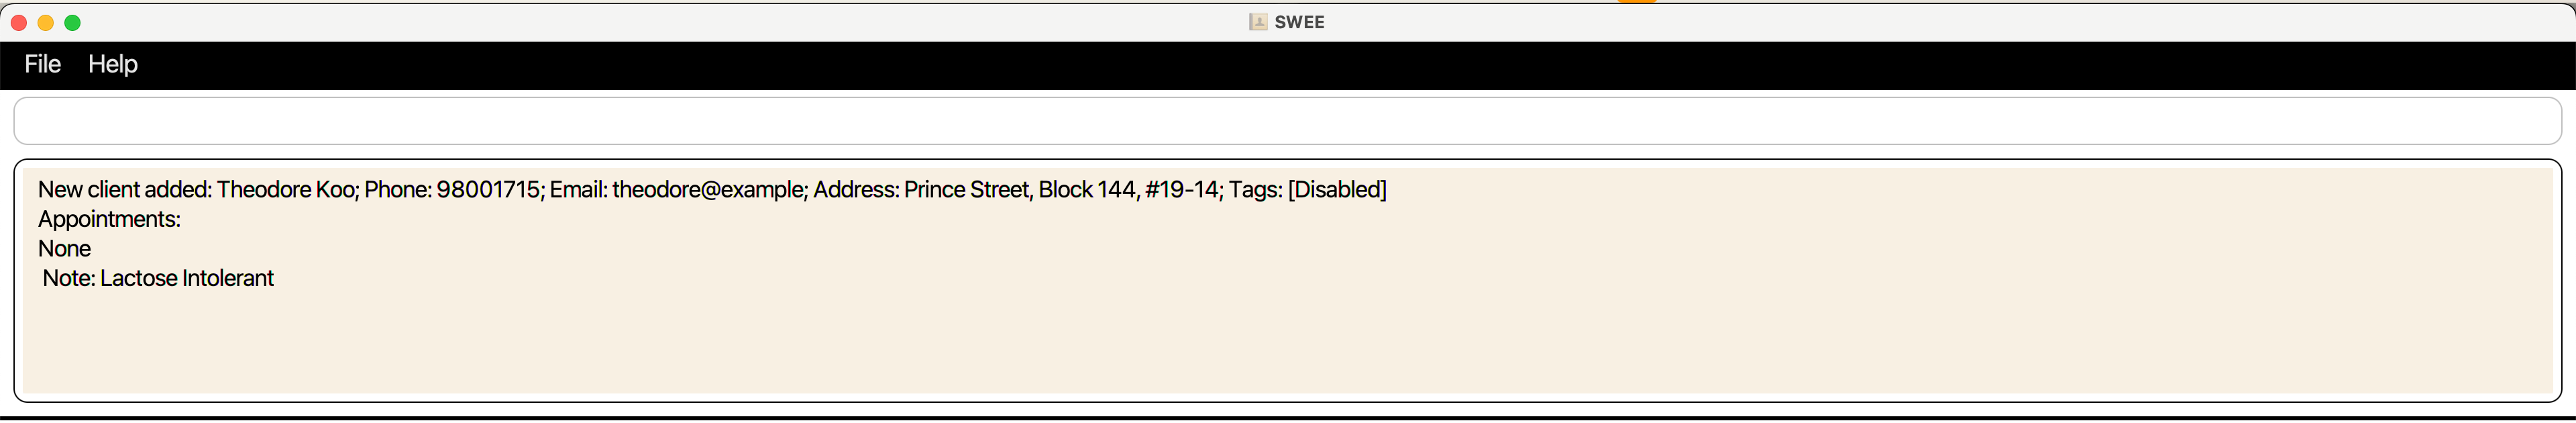 SWEE
File Help
New client added: Theodore Koo; Phone: 98001715; Email: theodore@example; Address: Prince Street, Block 144, #19-14; Tags: [Disabled]
Appointments:
None
Note: Lactose Intolerant